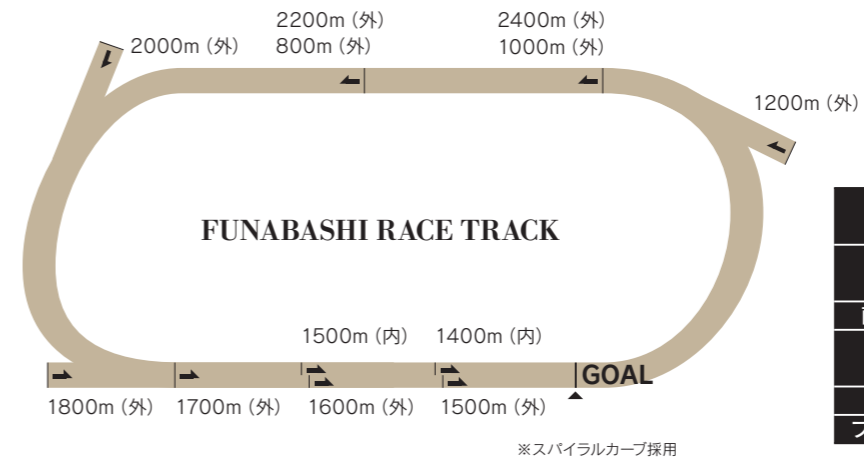 2200m (外)
2400m (外)
2000m (外)
800m (外)
1000m (外)
1200m (外)
FUNABASHI RACE TRACK
1500m (内)
1400m (内)
GOAL
1800m (外)
1700m (外)
1600m (外)
1500m (外)
※スパイラルカーブ採用